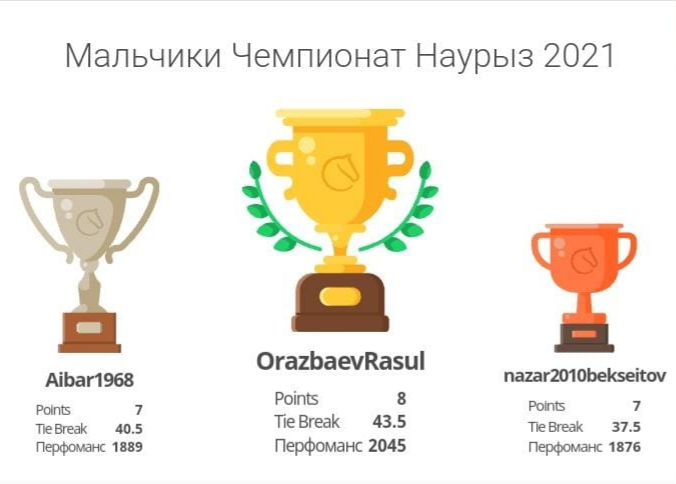 Мальчики Чемпионат Наурыз 2021
Aibar1968
Points 7
Tie Break 40.5
Перфоманс 1889
OrazbaevRasul
Points 8
Tie Break 43.5
Перфоманс 2045
nazar2010bekseitov
Points 7
Tie Break 37.5
Перфоманс 1876